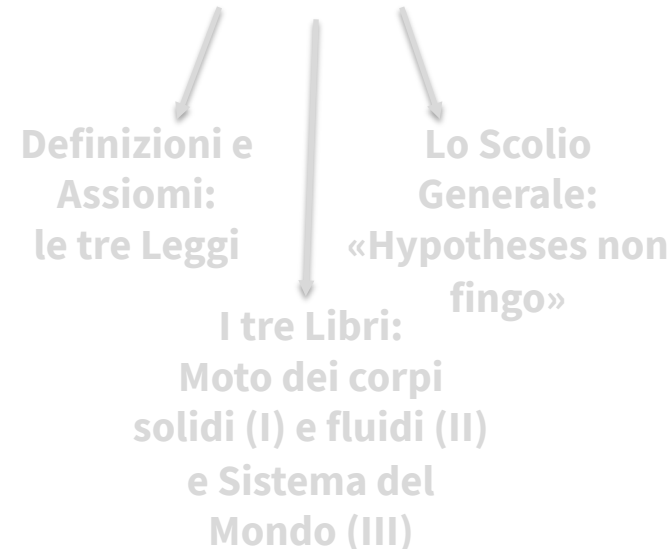 Definizioni e
Assiomi:
le tre Leggi
Lo Scolio
Generale:
«Hypotheses non
fingo»
I tre Libri:
Moto dei corpi
solidi (I) e fluidi (II)
e Sistema del
Mondo (III)